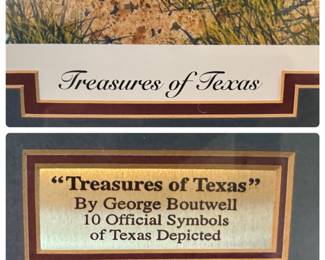 Treasures of Texas
"Treasures of Texas"
By George Boutwell
10 Official Symbols
of Texas Depicted